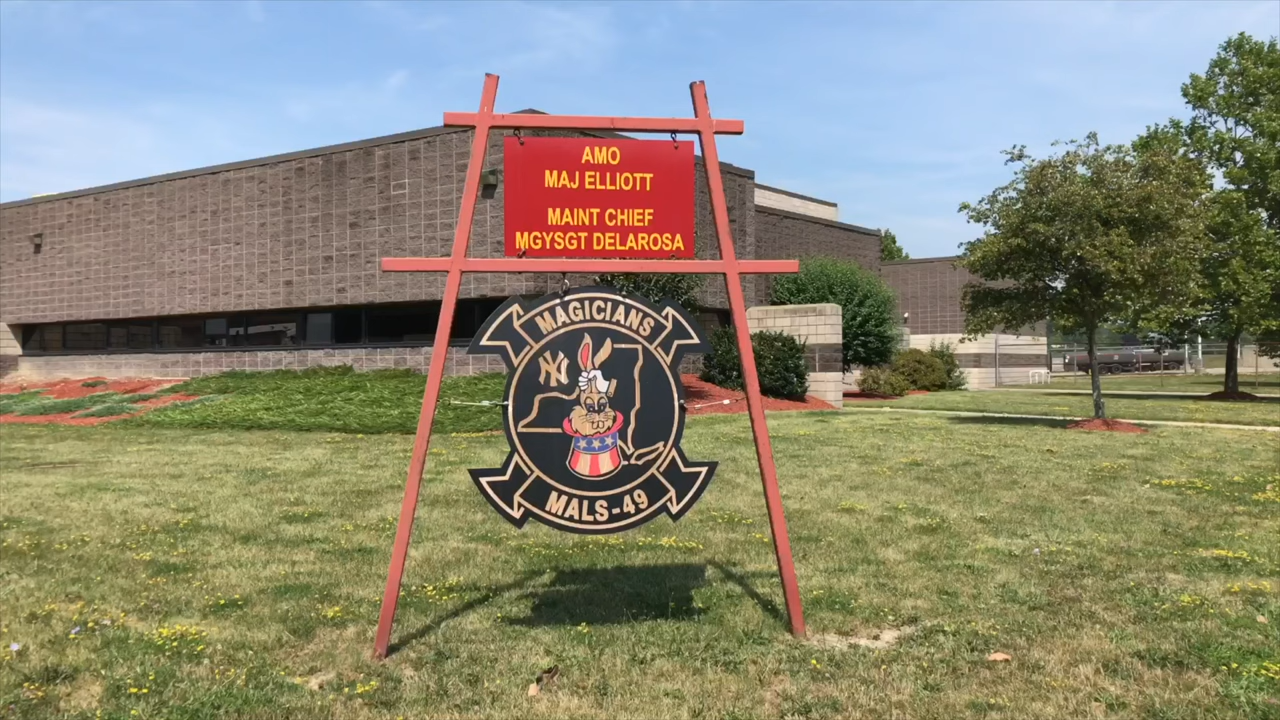 AMO
MAJ ELLIOTT
MAINT CHIEF
MGYSGT DELAROSA
MAGICIANS
NY
MALS-49